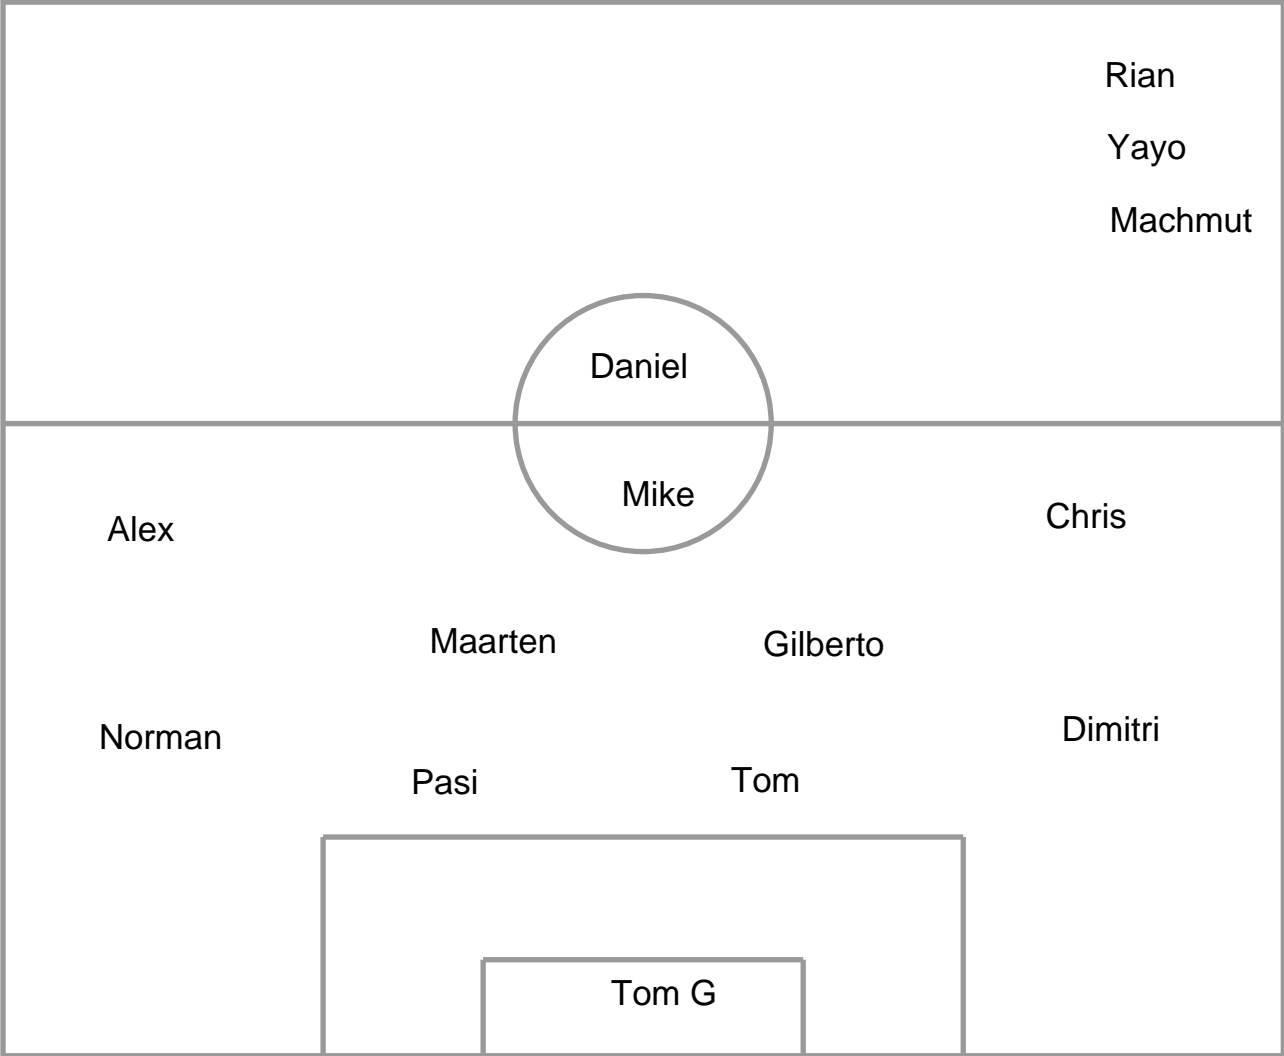 Rian
Yayo
Machmut
Daniel
Mike
Alex
Chris
Maarten
Gilberto
Norman
Dimitri
Pasi
Tom
Tom G